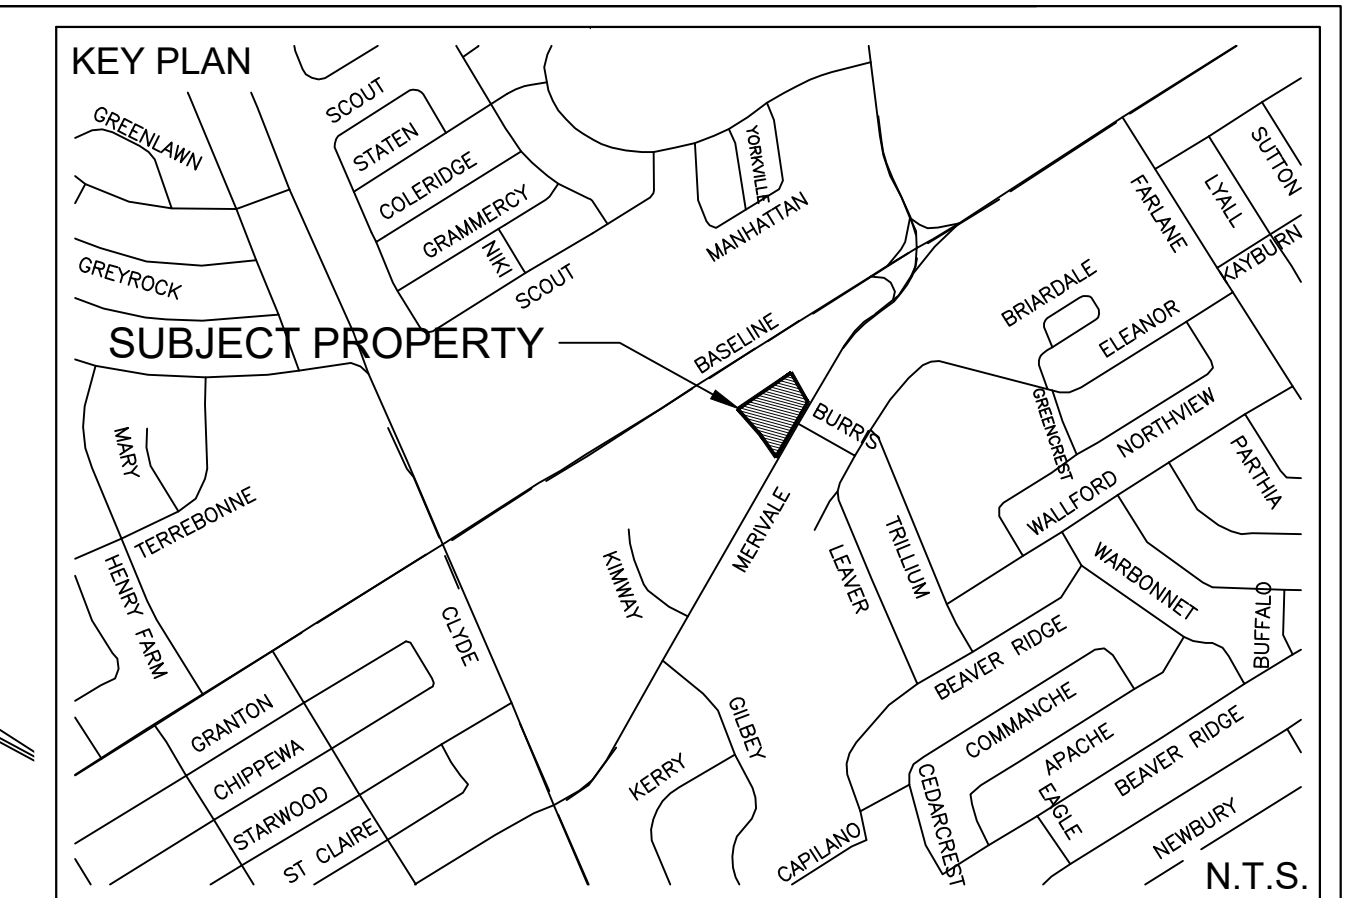 KEY PLAN
SCOUT
GREENLAWN
STATEN
YORKVILLE
SUTTON
COLERIDGE
LYALL
FARLANE
GRAMMERCY
MANHATTAN
NIKI
KAYBURN
GREYROCK
SCOUT
BRIARDALE
ELEANOR
SUBJECT PROPERTY
BASELINE
BURRIS
GREENCREST
NORTHVIEW
MARY
PARTHIA
WALLFORD
TERREBONNE
MERIVALE
TRILLIUM
LEAVER
KIMWAY
WARBONNET
HENRY FARM
CLYDE
BUFFALO
BEAVER RIDGE
GRANTON
GILBEY
COMMANCHE
APACHE
BEAVER RIDGE
CHIPPEWA
KERRY
CEDARCREST
EAGLE
STARWOOD
NEWBURY
ST CLAIRE
CAPILANO
N.T.S.